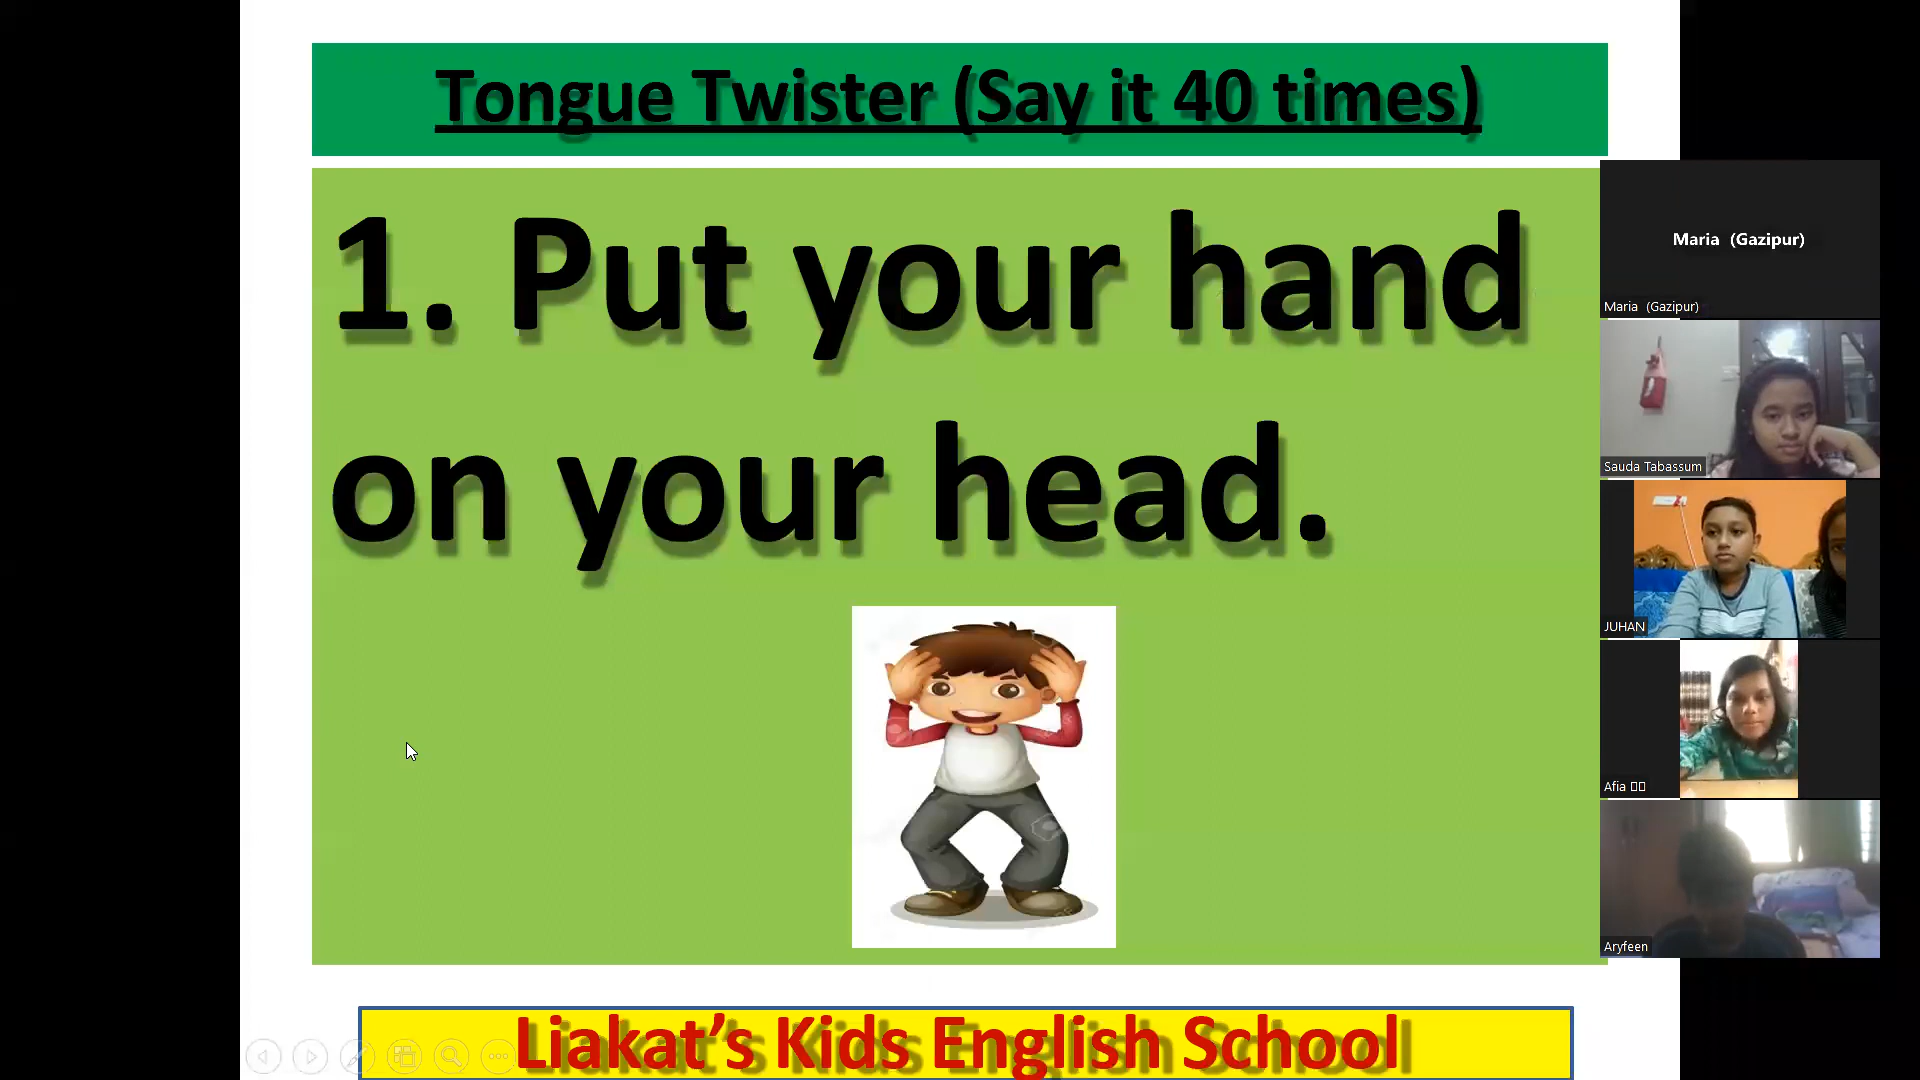 Tongue Twister (Say it 40 times)
1. Put your hand
on your head.
Maria (Gazipur)
Maria (Gazipur)
Sauda Tabassum
JUHAN
Afia
Aryfeen
Liakat’s Kids English School